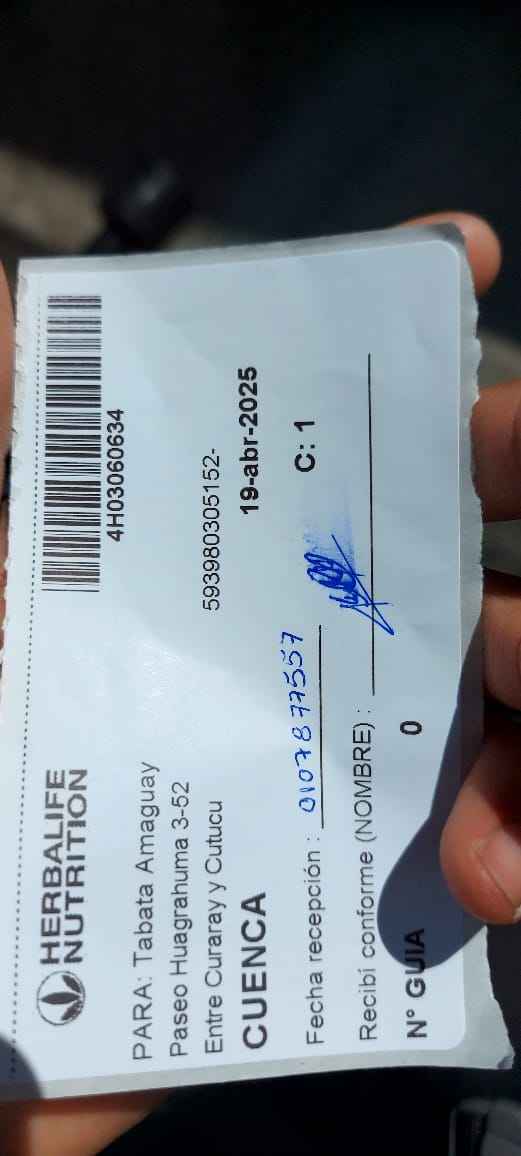 HERBALIFE
NUTRITION
4H03060634
PARA: Tabata Amaguay
Paseo Huagrahuma 3-52
Entre Curaray y Cutucu
593980305152-
CUENCA
19-abr-2025
Fecha recepción : 0107877557
C: 1
Recibí conforme (NOMBRE) :
N° GUIA 0